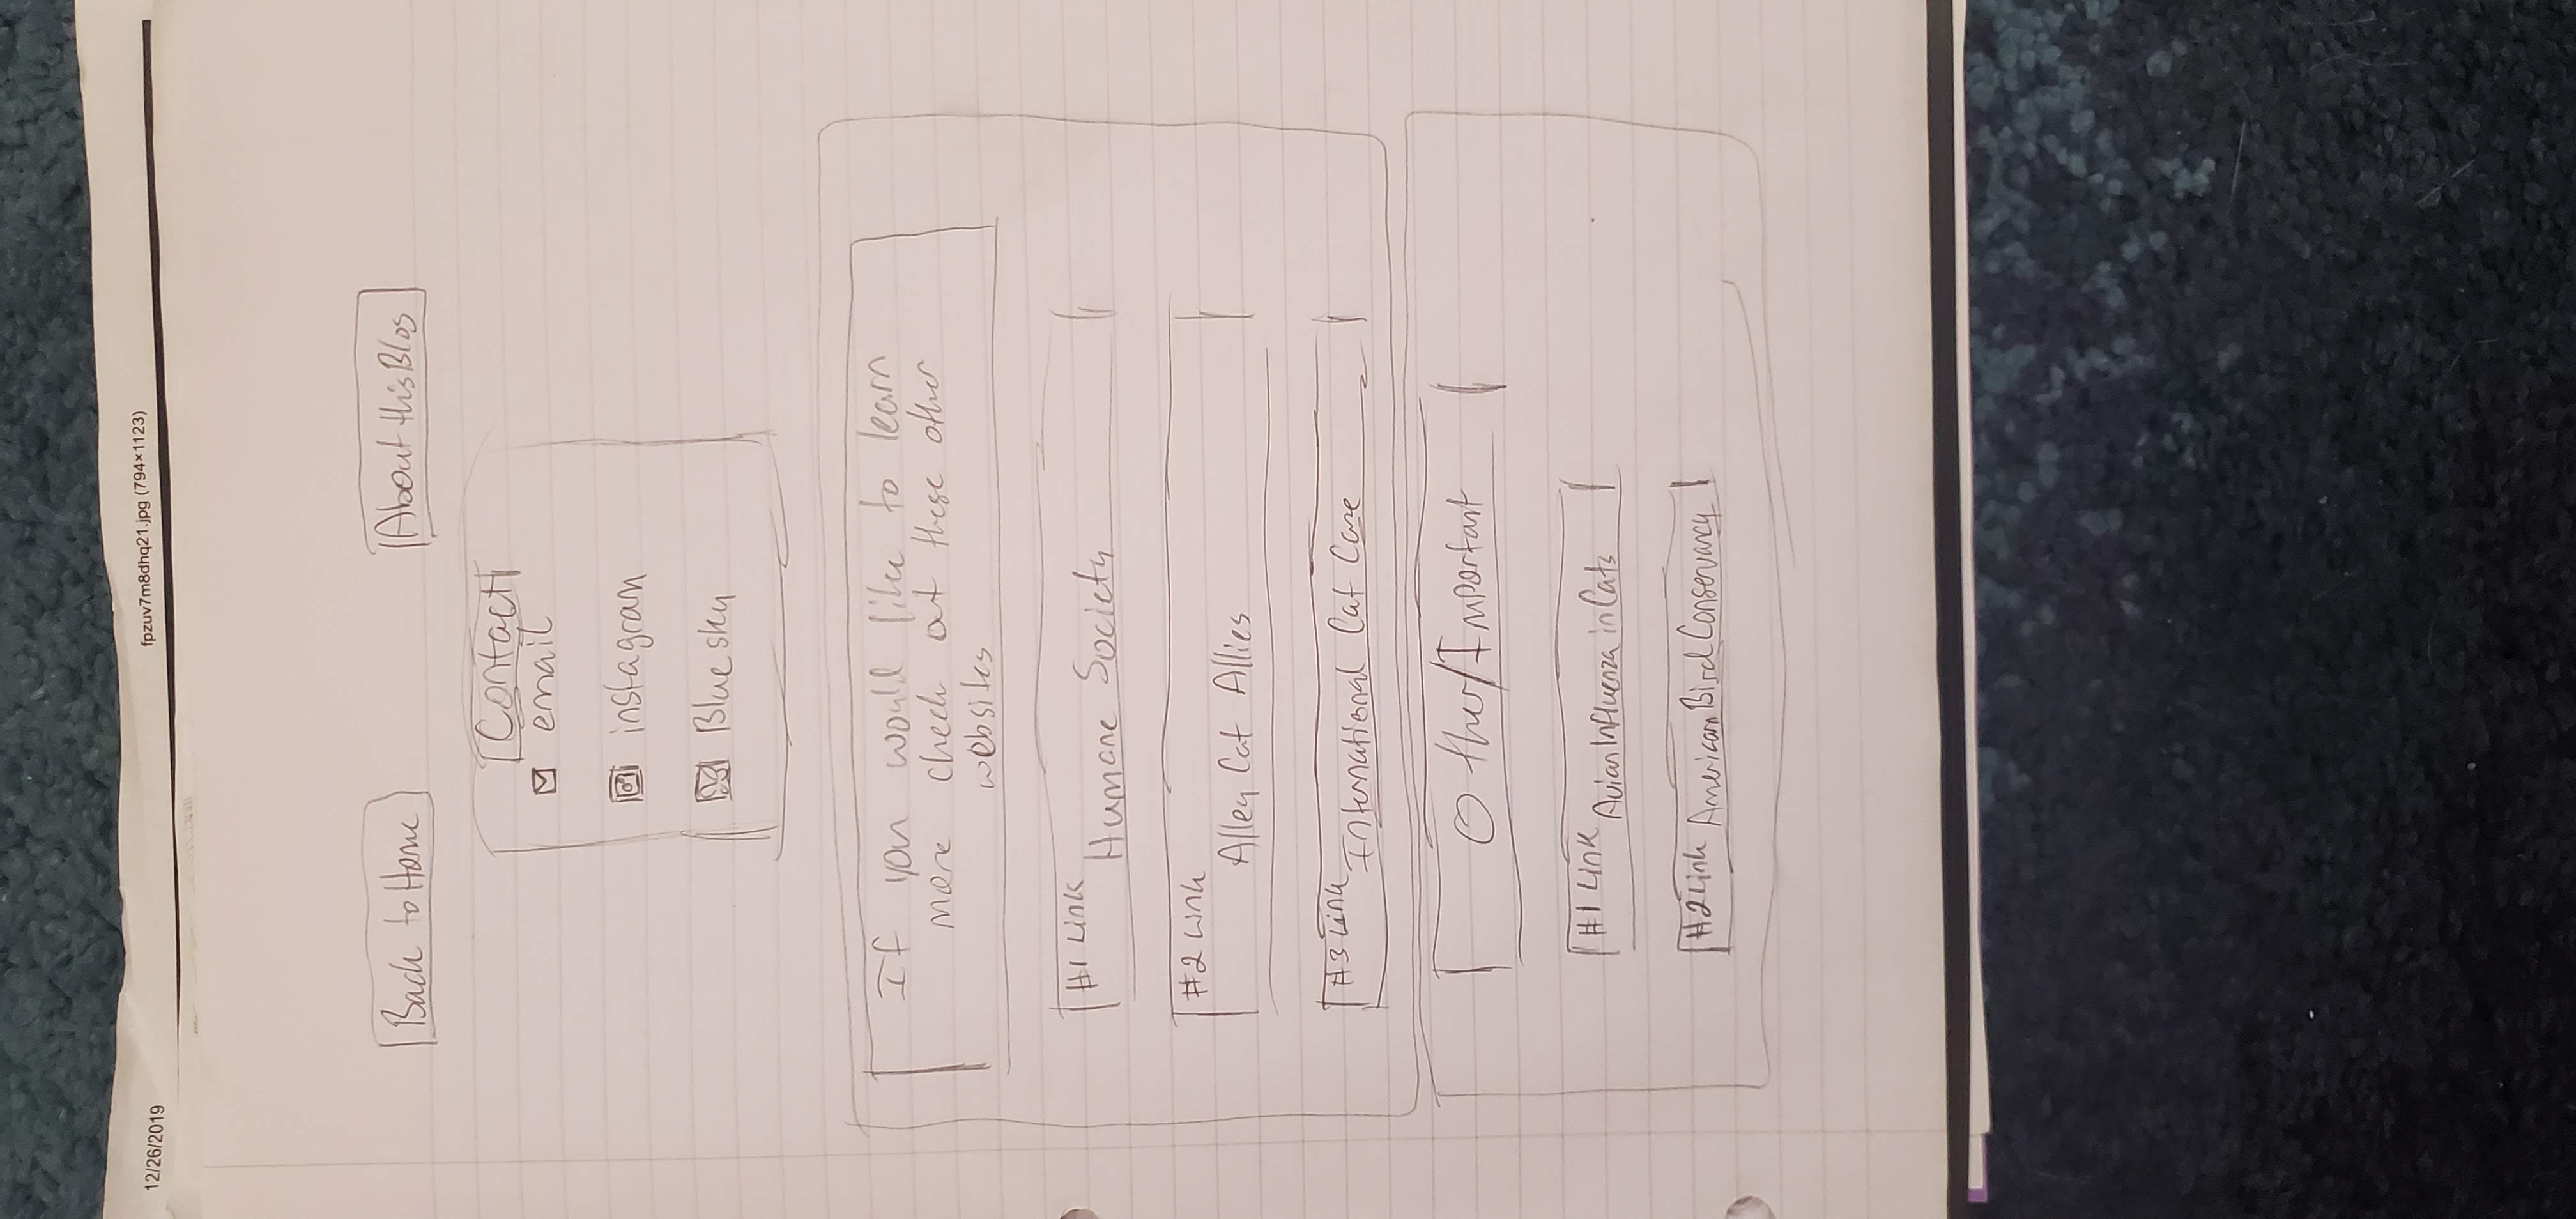 12/26/2019
fpzuv7m8dhq21.jpg (794×1123)
Back to Home
About this Blog
Contact
email
instagram
Bluesky
If you would like to learn
more check out these other
websites
#1 Link
Humane Society
#2 Link
Alley Cat Allies
#3 Link
International Cat Care
Other/Important
#1 Link Avian Influenza in Cats
#2 Link American Bird Conservancy